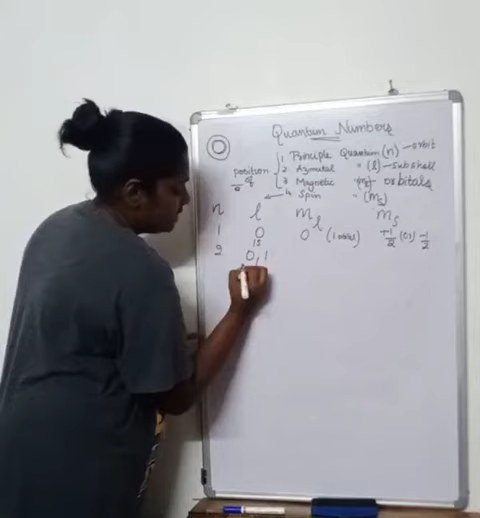 Quantum Numbers
1 Principle Quantum (n) - orbit
position of e
2 Azimutal " (l) - Subshell
3 Magnetic " (m) orbitals
4 Spin " (ms)
n l ml ms
1 0 0 (1 orbital) +1/2 (or) -1/2
1s
2 0, 1